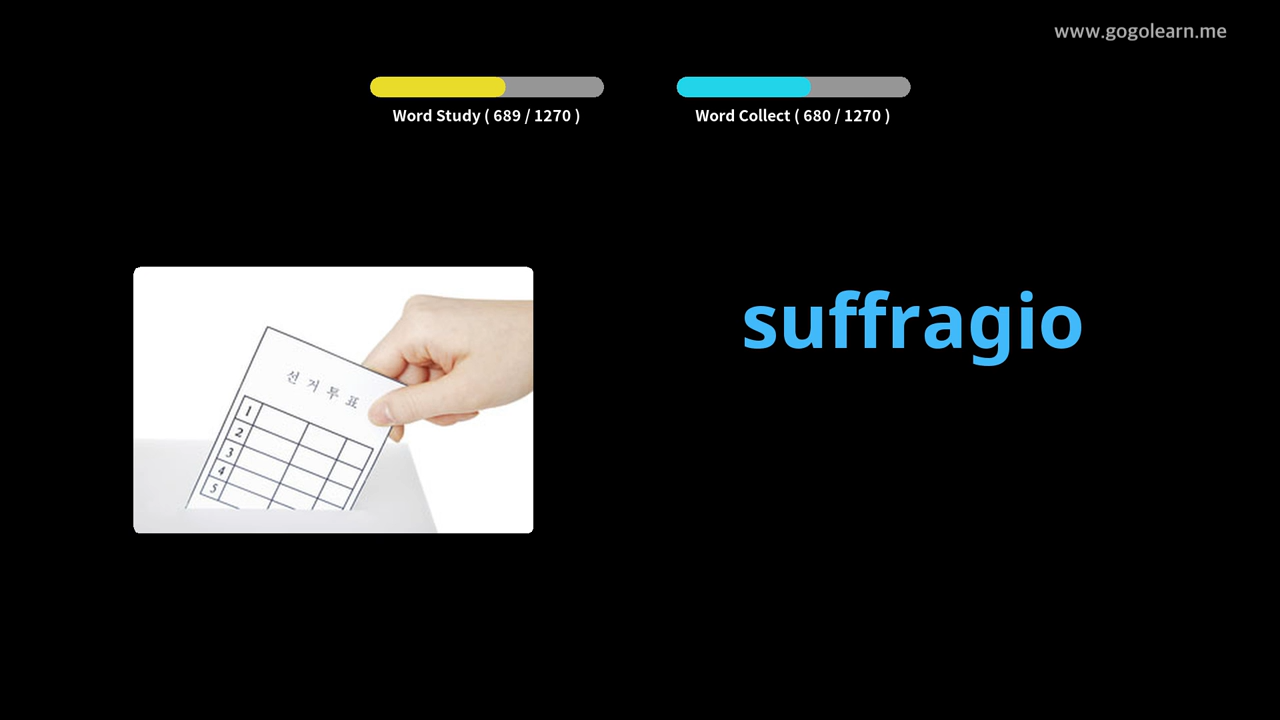 www.gogolearn.me
Word Study ( 689 / 1270 )
Word Collect ( 680 / 1270 )
suffragio
선거투표
1
2
3
4
5